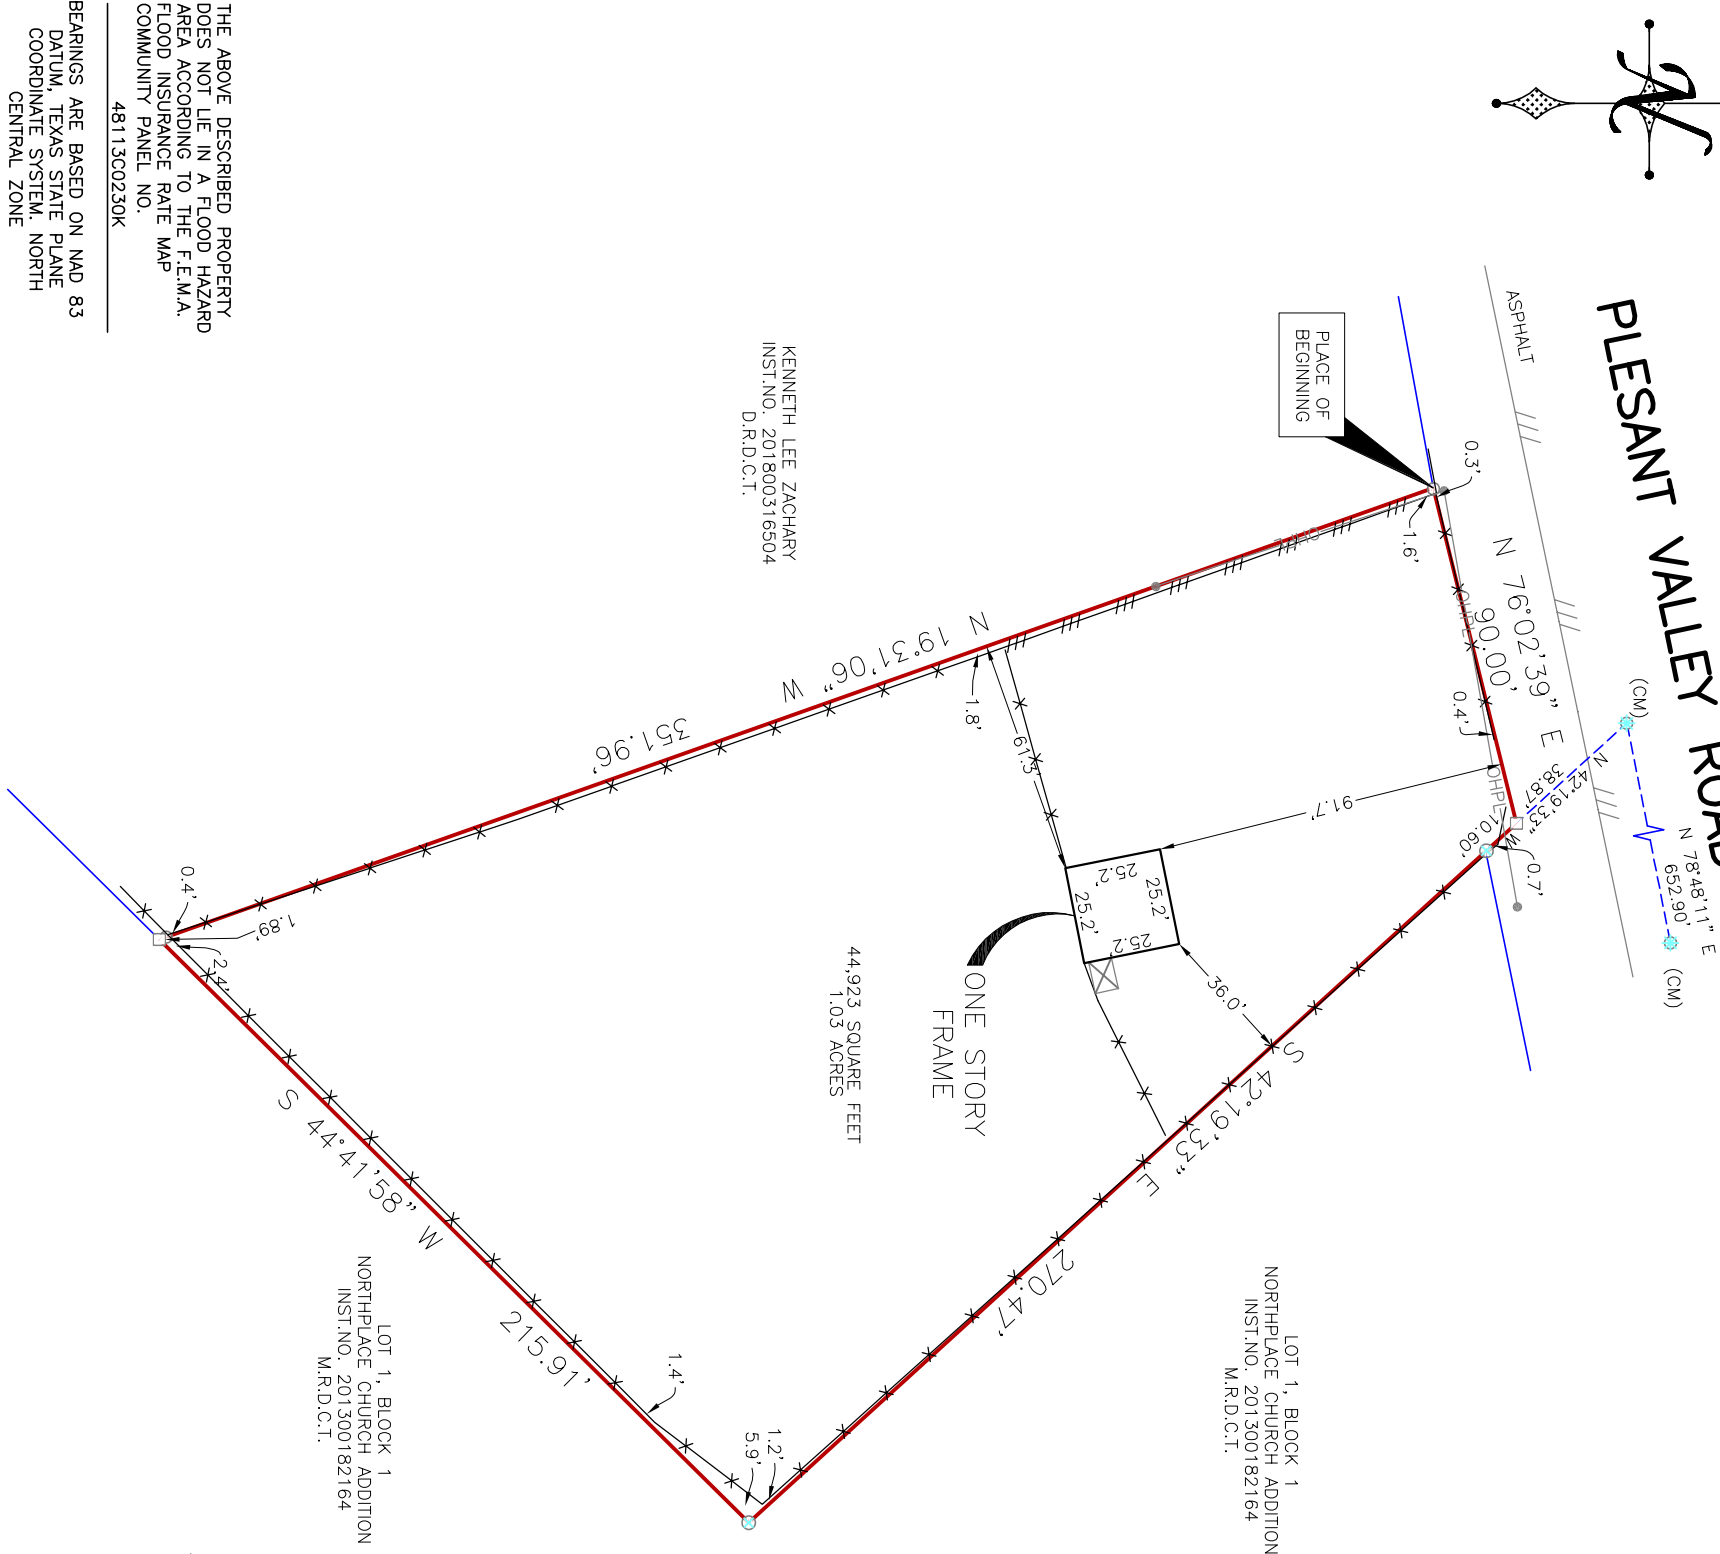 PLESANT VALLEY ROAD
ASPHALT
N 78°48'11" E
652.90'
(CM)
(CM)
N 42°19'33" W
38.87'
10.60'
0.7'
N 76°02'39" E
90.00'
0.3'
1.6'
0.4'
OHPL
OHPL
OHPL
PLACE OF
BEGINNING
91.7'
N 19°31'06" W
351.96'
1.8'
61.3'
25.2'
25.2'
25.2'
25.2'
36.0'
ONE STORY
FRAME
44,923 SQUARE FEET
1.03 ACRES
S 42°19'33" E
270.47'
KENNETH LEE ZACHARY
INST.NO. 201800316504
D.R.D.C.T.
LOT 1, BLOCK 1
NORTHPLACE CHURCH ADDITION
INST.NO. 201300182164
M.R.D.C.T.
0.4'
1.89'
2.4'
S 44°41'58" W
215.91'
1.4'
1.2'
5.9'
LOT 1, BLOCK 1
NORTHPLACE CHURCH ADDITION
INST.NO. 201300182164
M.R.D.C.T.
THE ABOVE DESCRIBED PROPERTY
DOES NOT LIE IN A FLOOD HAZARD
AREA ACCORDING TO THE F.E.M.A.
FLOOD INSURANCE RATE MAP
COMMUNITY PANEL NO.
48113C0230K
BEARINGS ARE BASED ON NAD 83
DATUM, TEXAS STATE PLANE
COORDINATE SYSTEM, NORTH
CENTRAL ZONE
N